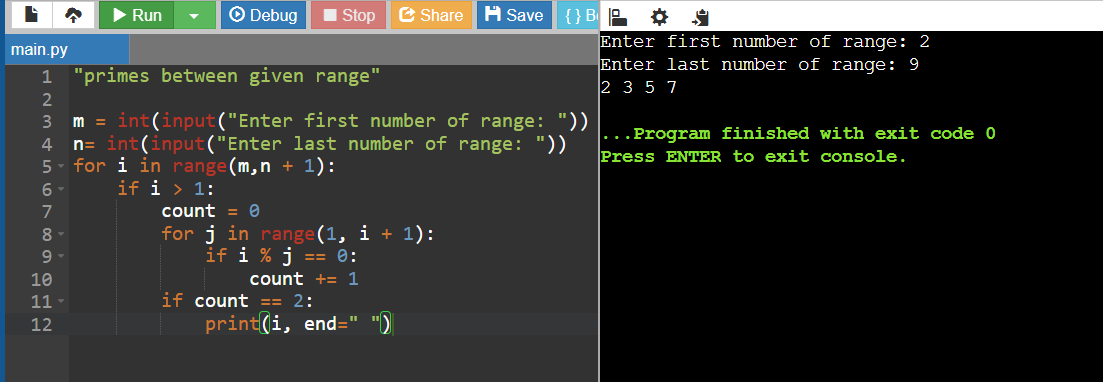 Run Debug Stop Share Save { } B
main.py
1 "primes between given range"
2
3 m = int(input("Enter first number of range: "))
4 n= int(input("Enter last number of range: "))
5 for i in range(m,n + 1):
6     if i > 1:
7         count = 0
8         for j in range(1, i + 1):
9             if i % j == 0:
10                 count += 1
11         if count == 2:
12             print(i, end=" ")
Enter first number of range: 2
Enter last number of range: 9
2 3 5 7
...Program finished with exit code 0
Press ENTER to exit console.